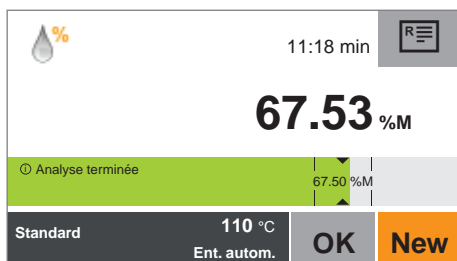 %
11:18 min
R
67.53 %M
Analyse terminée
67.50 %M
Standard
110 °C
Ent. autom.
OK
New